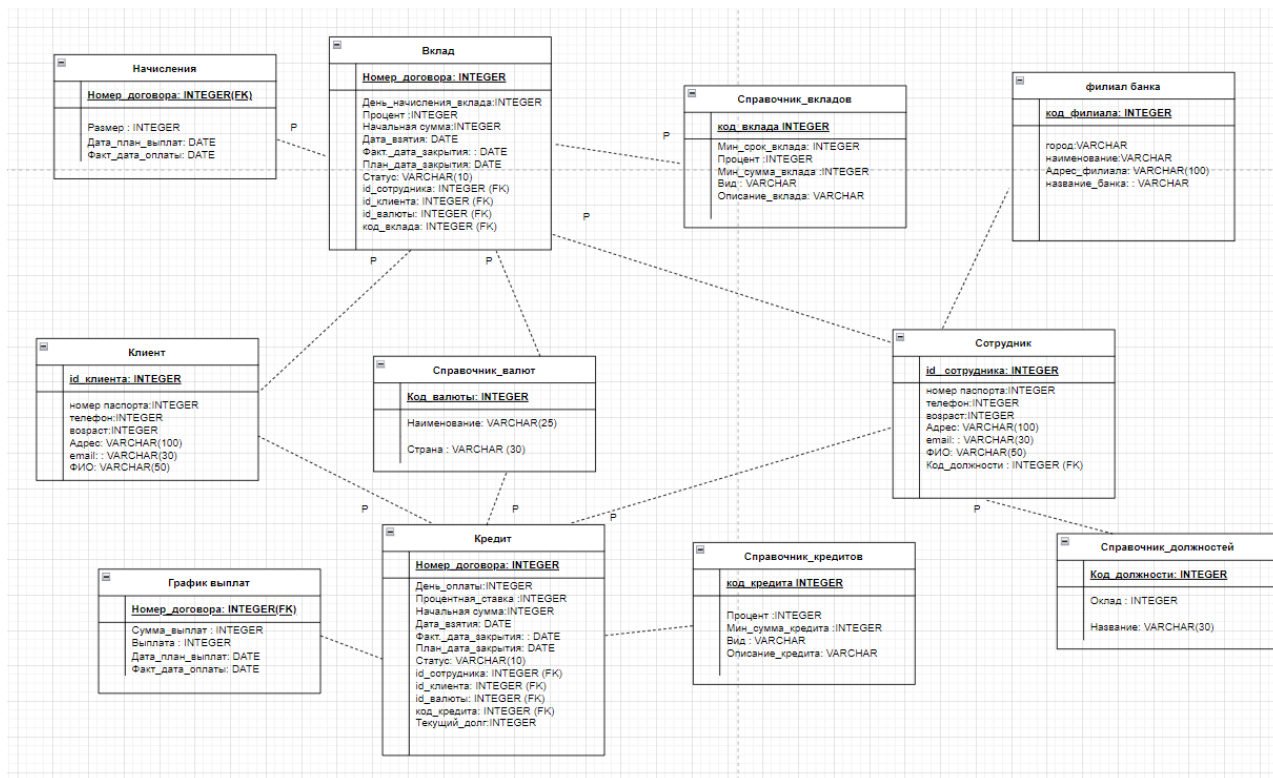 Начисления
Номер_договора: INTEGER(FK)
Размер : INTEGER
Дата_план_выплат: DATE
Факт_дата_оплаты: DATE
P
Вклад
Номер_договора: INTEGER
День_начисления_вклада:INTEGER
Процент :INTEGER
Начальная сумма:INTEGER
Дата_взятия: DATE
Факт._дата_закрытия: : DATE
План_дата_закрытия: DATE
Статус: VARCHAR(10)
id_сотрудника: INTEGER (FK)
id_клиента: INTEGER (FK)
id_валюты: INTEGER (FK)
код_вклада: INTEGER (FK)
P
Справочник_вкладов
код_вклада INTEGER
Мин_срок_вклада: INTEGER
Процент :INTEGER
Мин_сумма_вклада :INTEGER
Вид : VARCHAR
Описание_вклада: VARCHAR
филиал банка
код_филиала: INTEGER
город:VARCHAR
наименование:VARCHAR
Адрес_филиала: VARCHAR(100)
название_банка: : VARCHAR
P
P
P
Клиент
id_клиента: INTEGER
номер паспорта:INTEGER
телефон:INTEGER
возраст:INTEGER
Адрес: VARCHAR(100)
email: : VARCHAR(30)
ФИО: VARCHAR(50)
Справочник_валют
Код_валюты: INTEGER
Наименование: VARCHAR(25)
Страна : VARCHAR (30)
Сотрудник
id_ сотрудника: INTEGER
номер паспорта:INTEGER
телефон:INTEGER
возраст:INTEGER
Адрес: VARCHAR(100)
email: : VARCHAR(30)
ФИО: VARCHAR(50)
Код_должности : INTEGER (FK)
P
P
P
P
График выплат
Номер_договора: INTEGER(FK)
Сумма_выплат : INTEGER
Выплата : INTEGER
Дата_план_выплат: DATE
Факт_дата_оплаты: DATE
Кредит
Номер_договора: INTEGER
День_оплаты:INTEGER
Процентная_ставка :INTEGER
Начальная сумма:INTEGER
Дата_взятия: DATE
Факт._дата_закрытия: : DATE
План_дата_закрытия: DATE
Статус: VARCHAR(10)
id_сотрудника: INTEGER (FK)
id_клиента: INTEGER (FK)
id_валюты: INTEGER (FK)
код_кредита: INTEGER (FK)
Текущий_долг:INTEGER
Справочник_кредитов
код_кредита INTEGER
Процент :INTEGER
Мин_сумма_кредита :INTEGER
Вид : VARCHAR
Описание_кредита: VARCHAR
Справочник_должностей
Код_должности: INTEGER
Оклад : INTEGER
Название: VARCHAR(30)